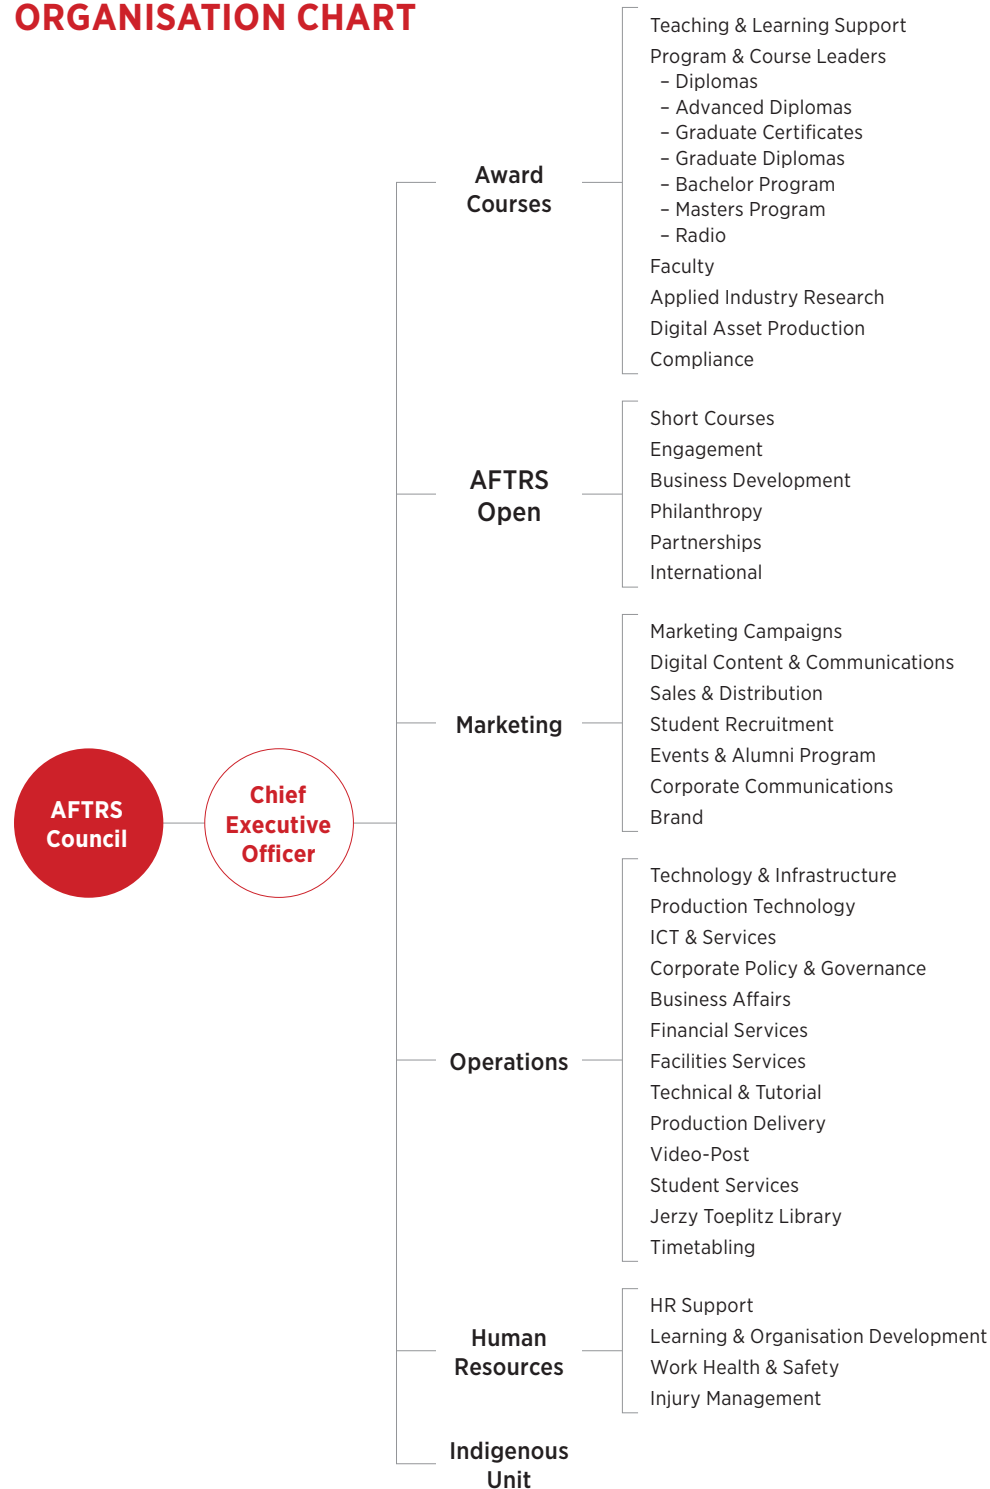 ORGANISATION CHART
AFTRS
Council
Chief
Executive
Officer
Award
Courses
Teaching & Learning Support
Program & Course Leaders
– Diplomas
– Advanced Diplomas
– Graduate Certificates
– Graduate Diplomas
– Bachelor Program
– Masters Program
– Radio
Faculty
Applied Industry Research
Digital Asset Production
Compliance
AFTRS
Open
Short Courses
Engagement
Business Development
Philanthropy
Partnerships
International
Marketing
Marketing Campaigns
Digital Content & Communications
Sales & Distribution
Student Recruitment
Events & Alumni Program
Corporate Communications
Brand
Operations
Technology & Infrastructure
Production Technology
ICT & Services
Corporate Policy & Governance
Business Affairs
Financial Services
Facilities Services
Technical & Tutorial
Production Delivery
Video-Post
Student Services
Jerzy Toeplitz Library
Timetabling
Human
Resources
HR Support
Learning & Organisation Development
Work Health & Safety
Injury Management
Indigenous
Unit